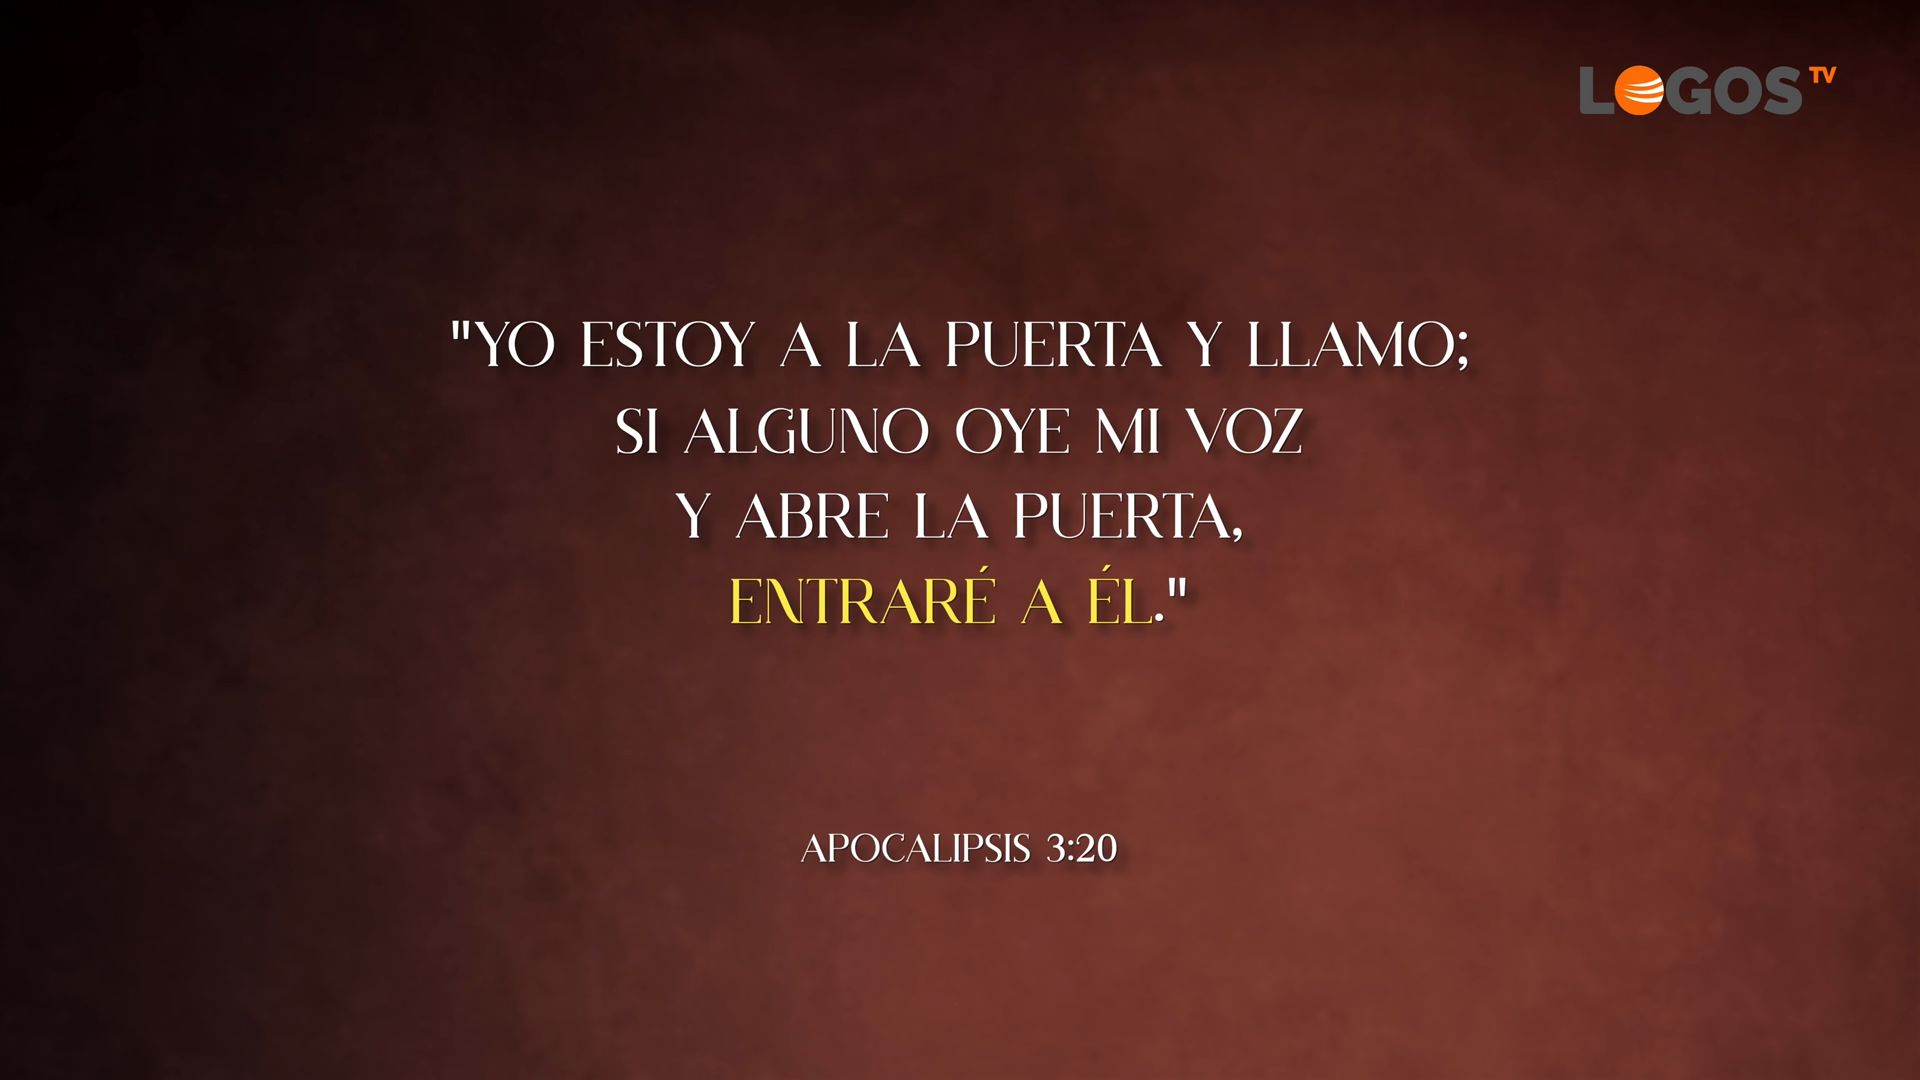 LOGOS TV
"YO ESTOY A LA PUERTA Y LLAMO;
SI ALGUNO OYE MI VOZ
Y ABRE LA PUERTA,
ENTRARÉ A ÉL."
APOCALIPSIS 3:20